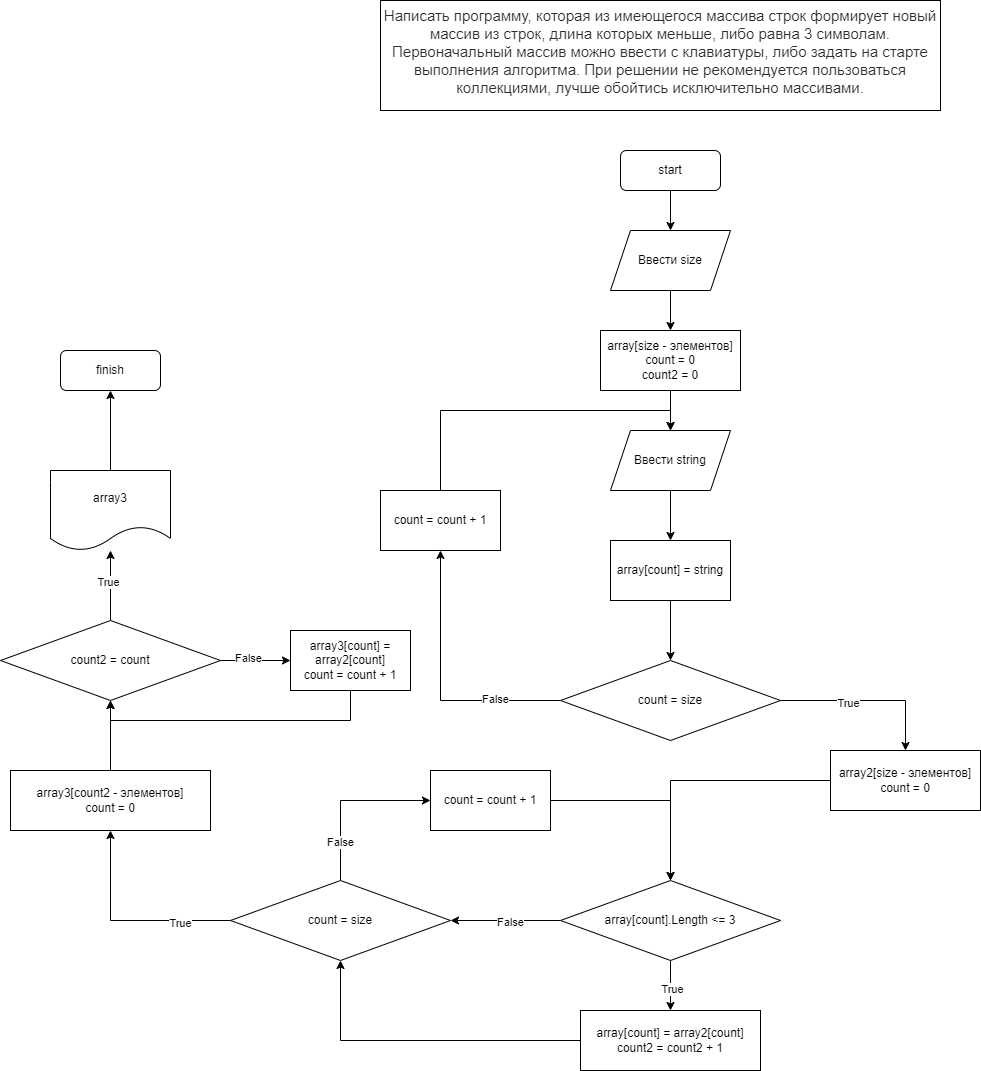 Написать программу, которая из имеющегося массива строк формирует новый
массив из строк, длина которых меньше, либо равна 3 символам.
Первоначальный массив можно ввести с клавиатуры, либо задать на старте
выполнения алгоритма. При решении не рекомендуется пользоваться
коллекциями, лучше обойтись исключительно массивами.
start
Ввести size
array[size - элементов]
count = 0
count2 = 0
Ввести string
count = count + 1
array[count] = string
count = size
False
True
array2[size - элементов]
count = 0
array[count].Length <= 3
False
True
array[count] = array2[count]
count2 = count2 + 1
count = size
False
count = count + 1
True
array3[count2 - элементов]
count = 0
count2 = count
False
array3[count] =
array2[count]
count = count + 1
True
array3
finish